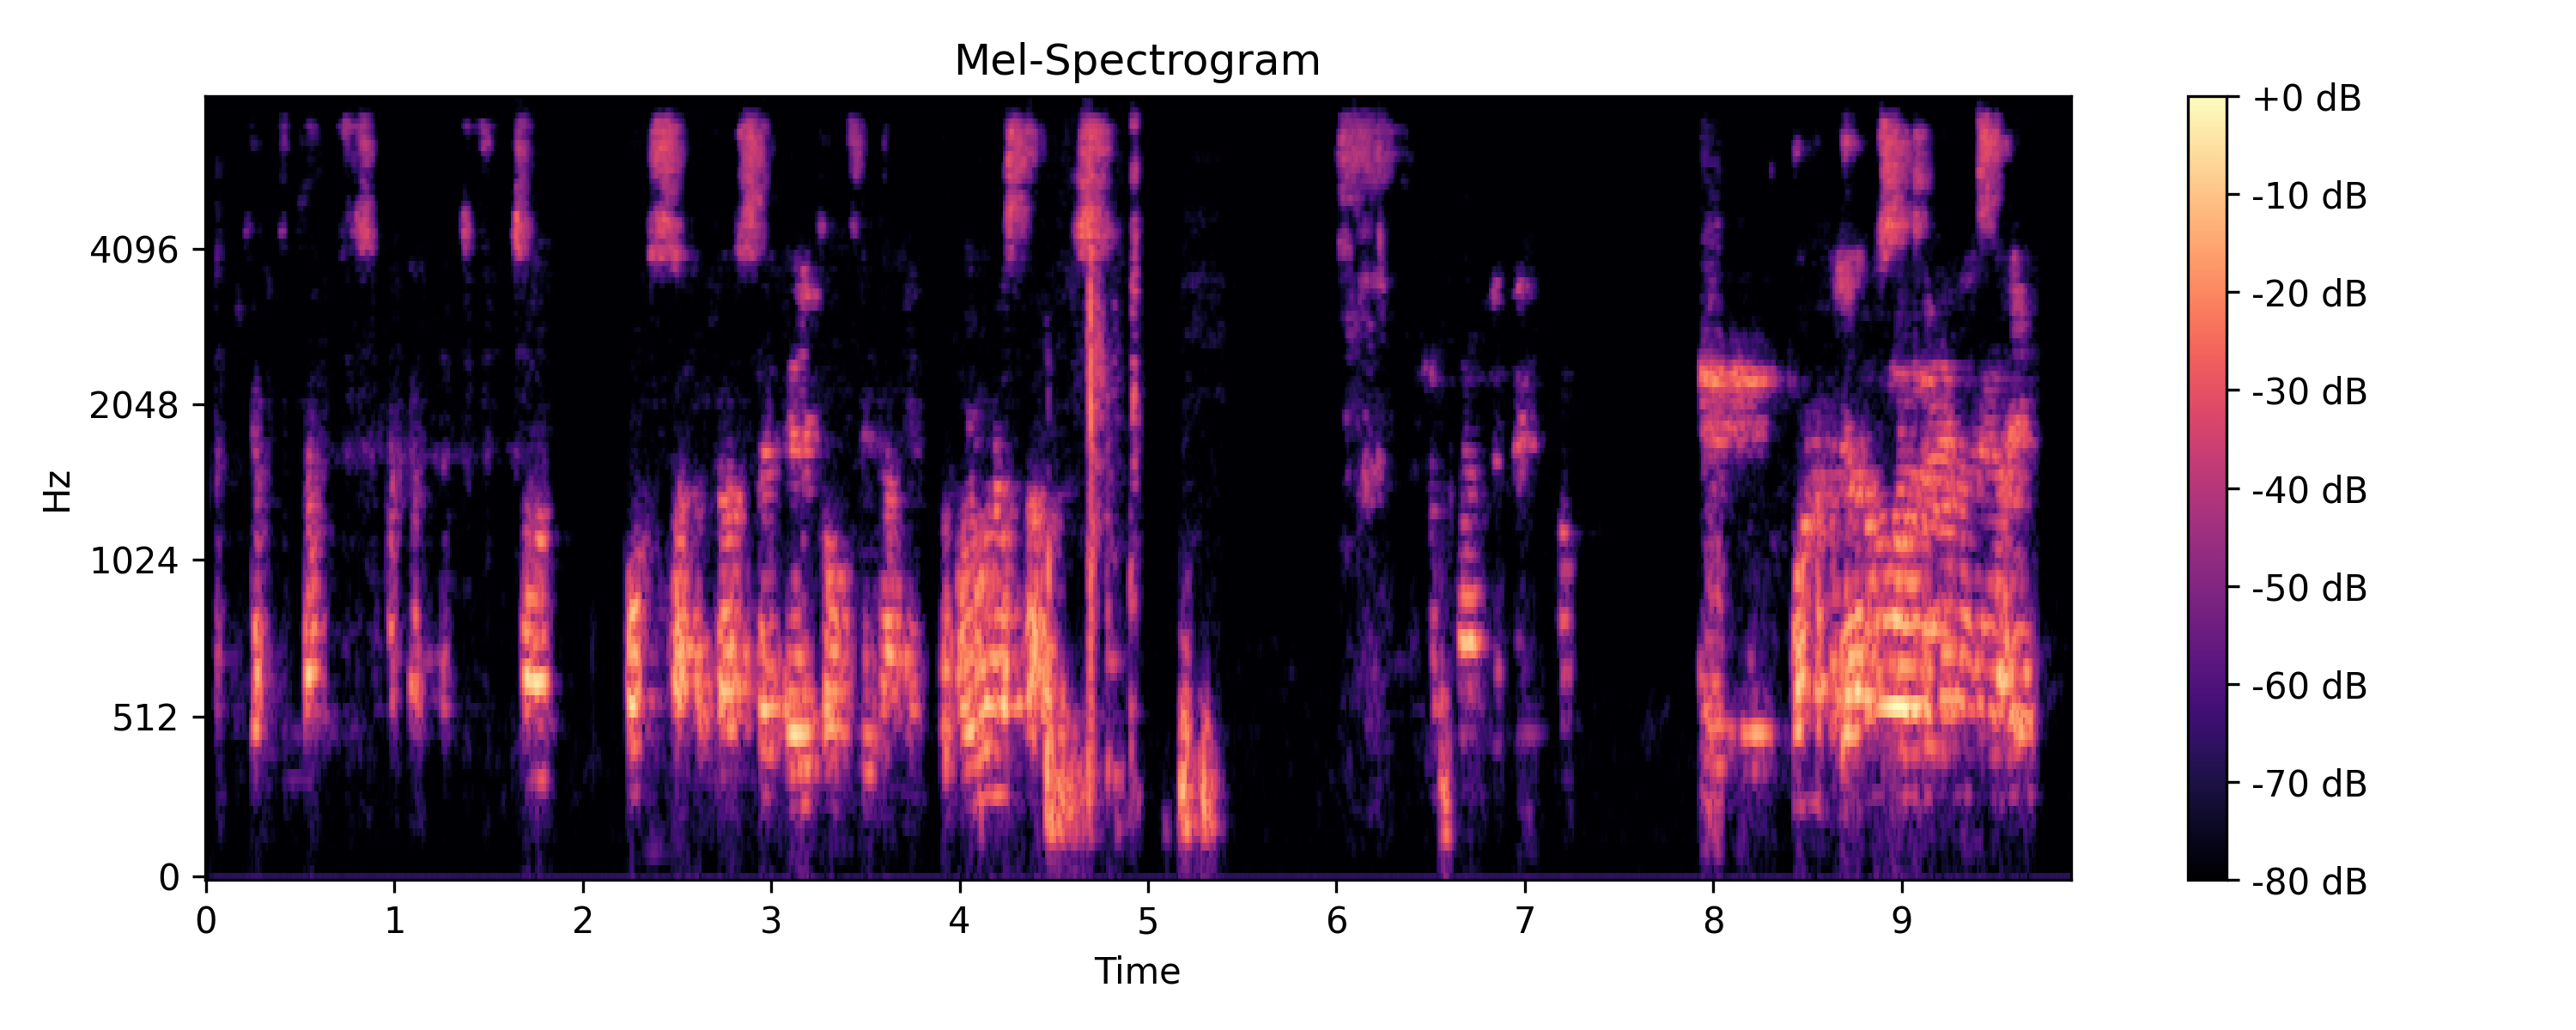 Mel-Spectrogram
+0 dB
-10 dB
4096
-20 dB
2048
-30 dB
Hz
-40 dB
1024
-50 dB
512
-60 dB
-70 dB
0
-80 dB
0 1 2 3 4 5 6 7 8 9
Time